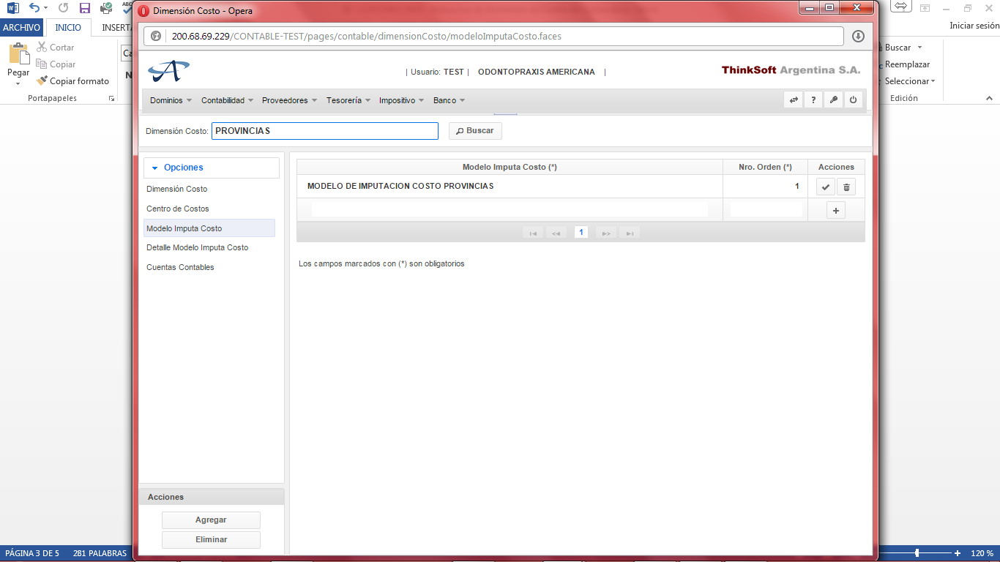 Dimensión Costo - Opera
ARCHIVO INICIO INSERT
Iniciar sesión
200.68.69.229/CONTABLE-TEST/pages/contable/dimensionCosto/modeloImputaCosto.faces
Pegar
Cortar
Copiar
Copiar formato
Portapapeles
Ca
N
Buscar
Reemplazar
Seleccionar
Edición
| Usuario: TEST | ODONTOPRAXIS AMERICANA |
ThinkSoft Argentina S.A.
Dominios Contabilidad Proveedores Tesorería Impositivo Banco ?
Dimensión Costo: PROVINCIAS Buscar
Opciones
Dimensión Costo
Centro de Costos
Modelo Imputa Costo
Detalle Modelo Imputa Costo
Cuentas Contables
Modelo Imputa Costo (*) Nro. Orden (*) Acciones
MODELO DE IMPUTACION COSTO PROVINCIAS 1
1
Los campos marcados con (*) son obligatorios
Acciones
Agregar
Eliminar
PÁGINA 3 DE 5 281 PALABRAS 120 %